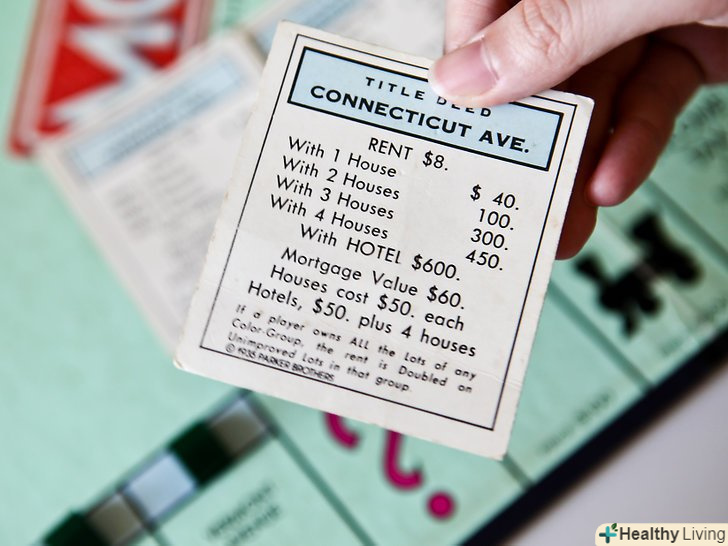 TITLE DEED
CONNECTICUT AVE.
RENT $8.
With 1 House $ 40.
With 2 Houses 100.
With 3 Houses 300.
With 4 Houses 450.
With HOTEL $600.
Mortgage Value $60.
Houses cost $50. each
Hotels, $50. plus 4 houses
If a player owns ALL the Lots of any
Color-Group, the rent is Doubled on
Unimproved Lots in that group.
© 1935 PARKER BROTHERS
Healthy Living